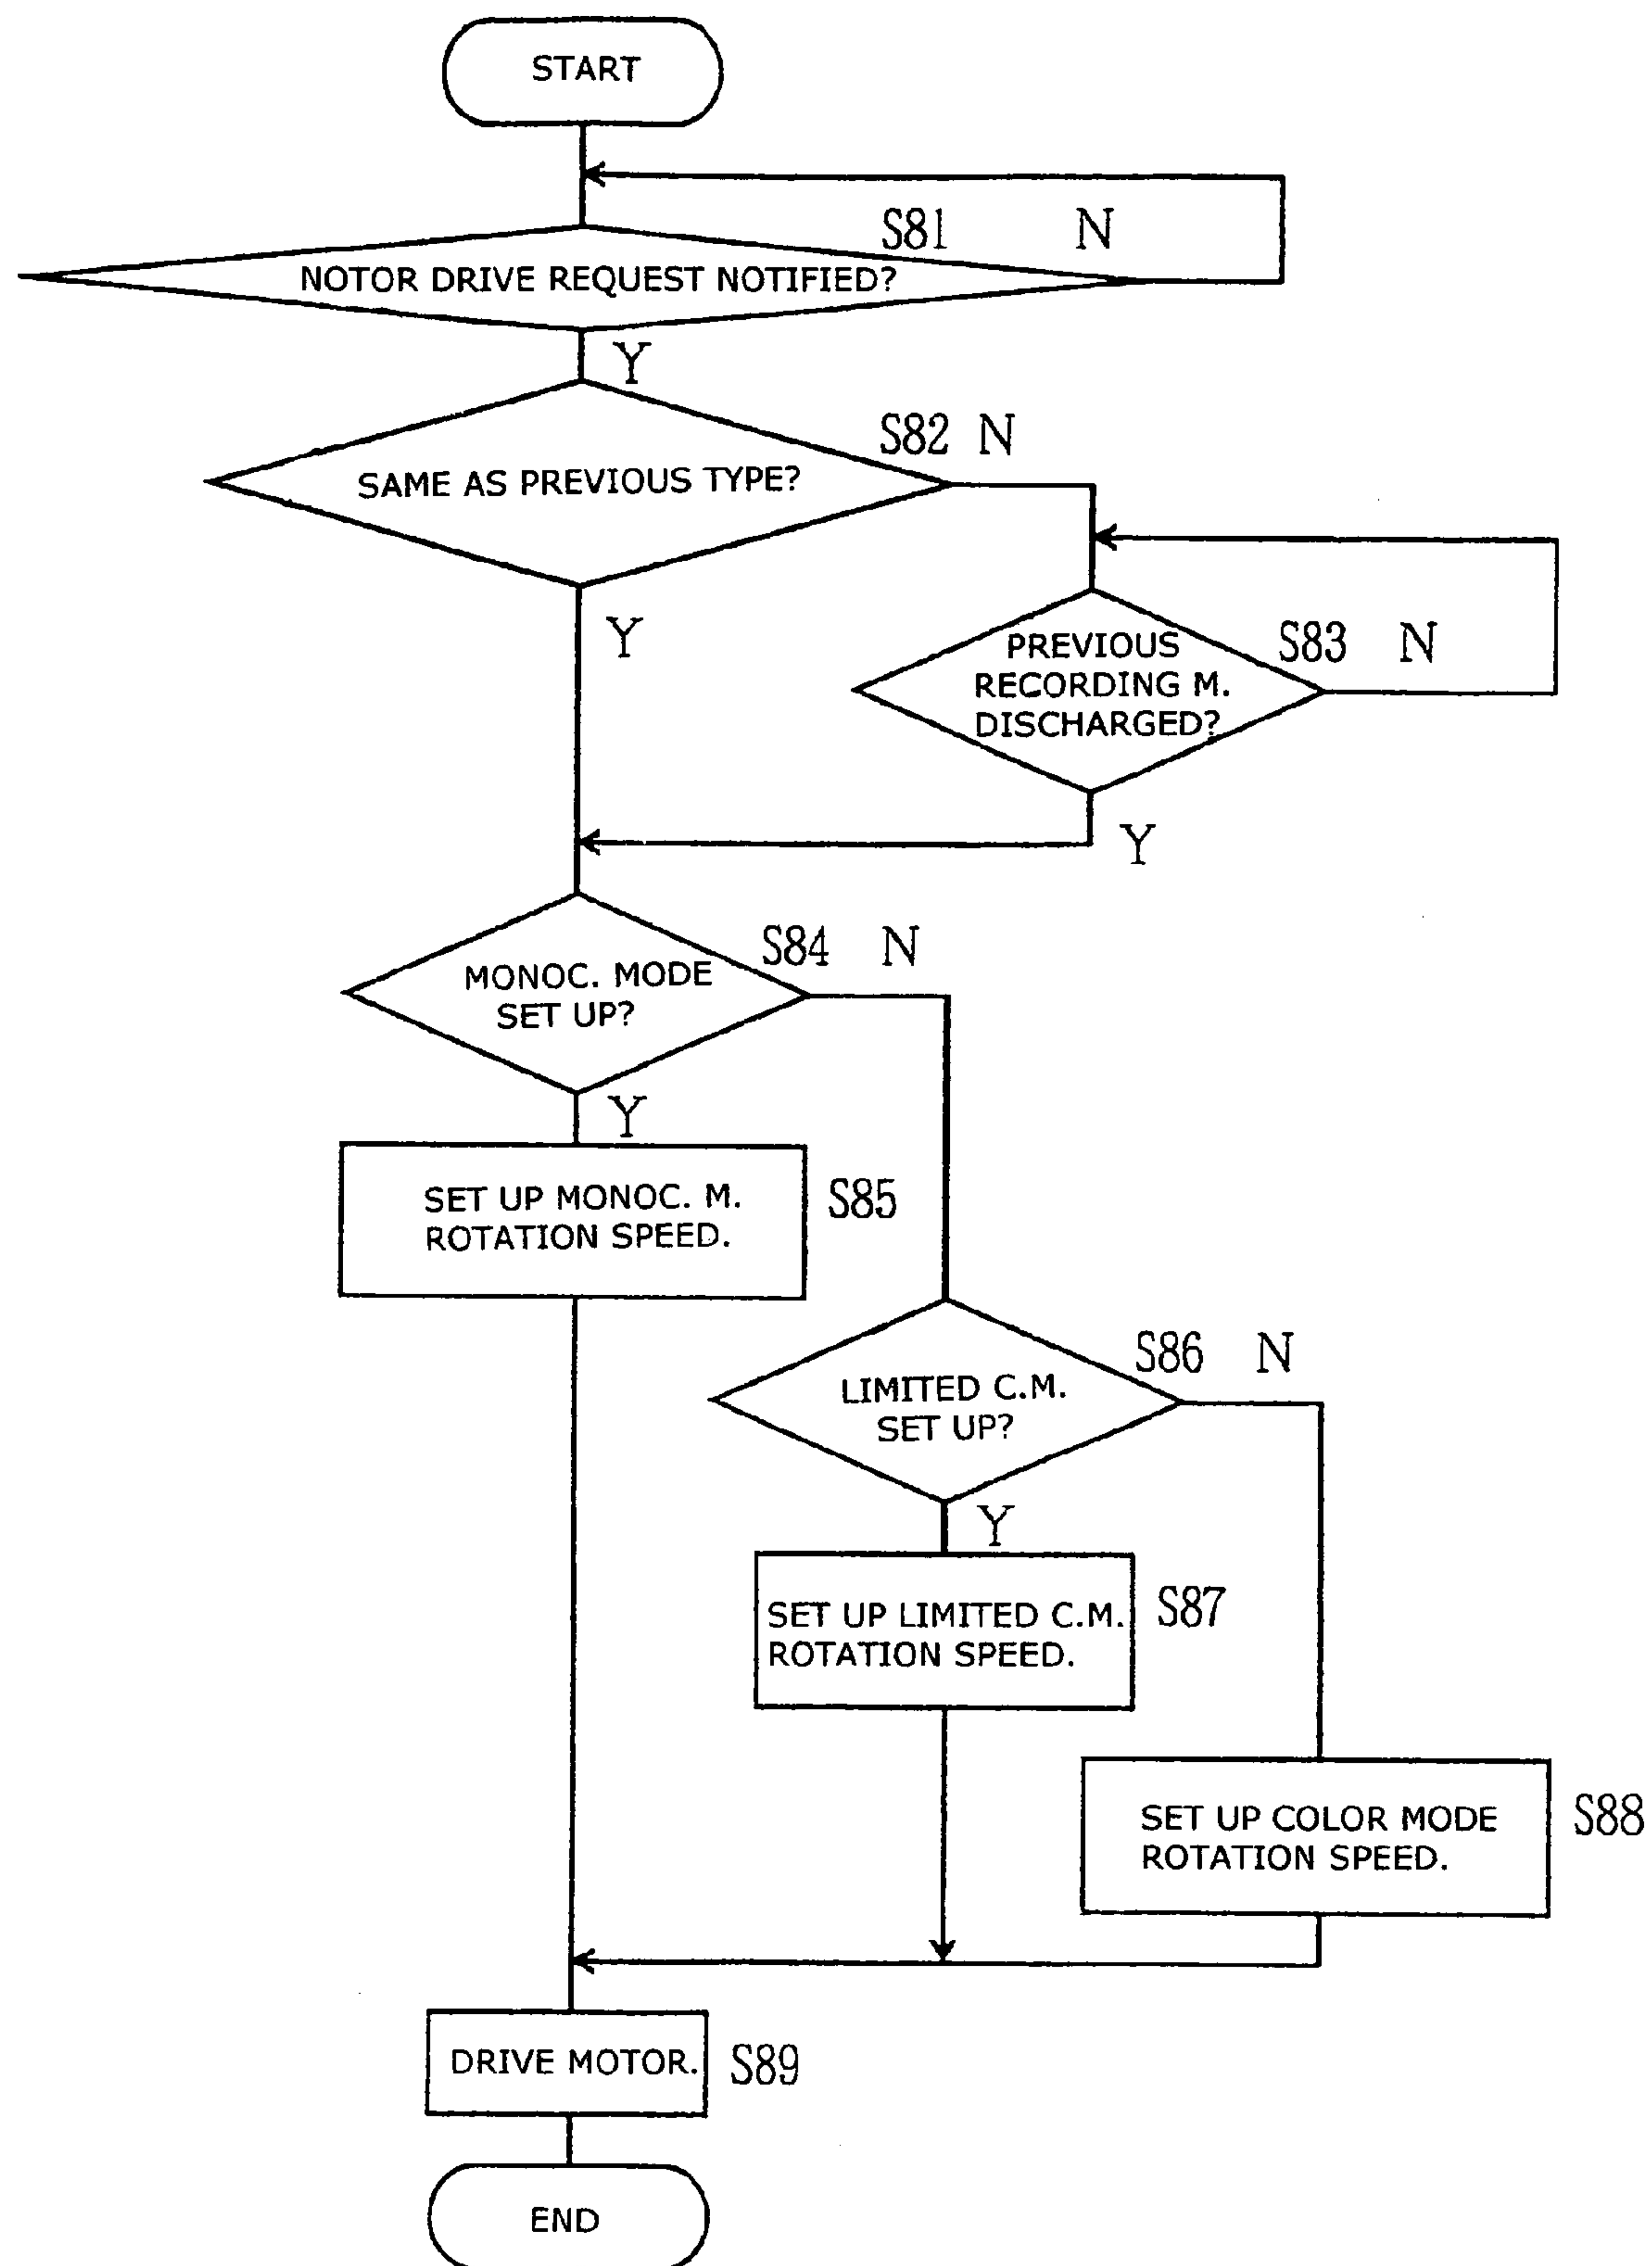 START
S81 N
NOTOR DRIVE REQUEST NOTIFIED?
Y
S82 N
SAME AS PREVIOUS TYPE?
Y
S83 N
PREVIOUS
RECORDING M.
DISCHARGED?
Y
S84 N
MONOC. MODE
SET UP?
Y
SET UP MONOC. M.
ROTATION SPEED.
S85
S86 N
LIMITED C.M.
SET UP?
Y
SET UP LIMITED C.M.
ROTATION SPEED.
S87
SET UP COLOR MODE
ROTATION SPEED.
S88
DRIVE MOTOR.
S89
END